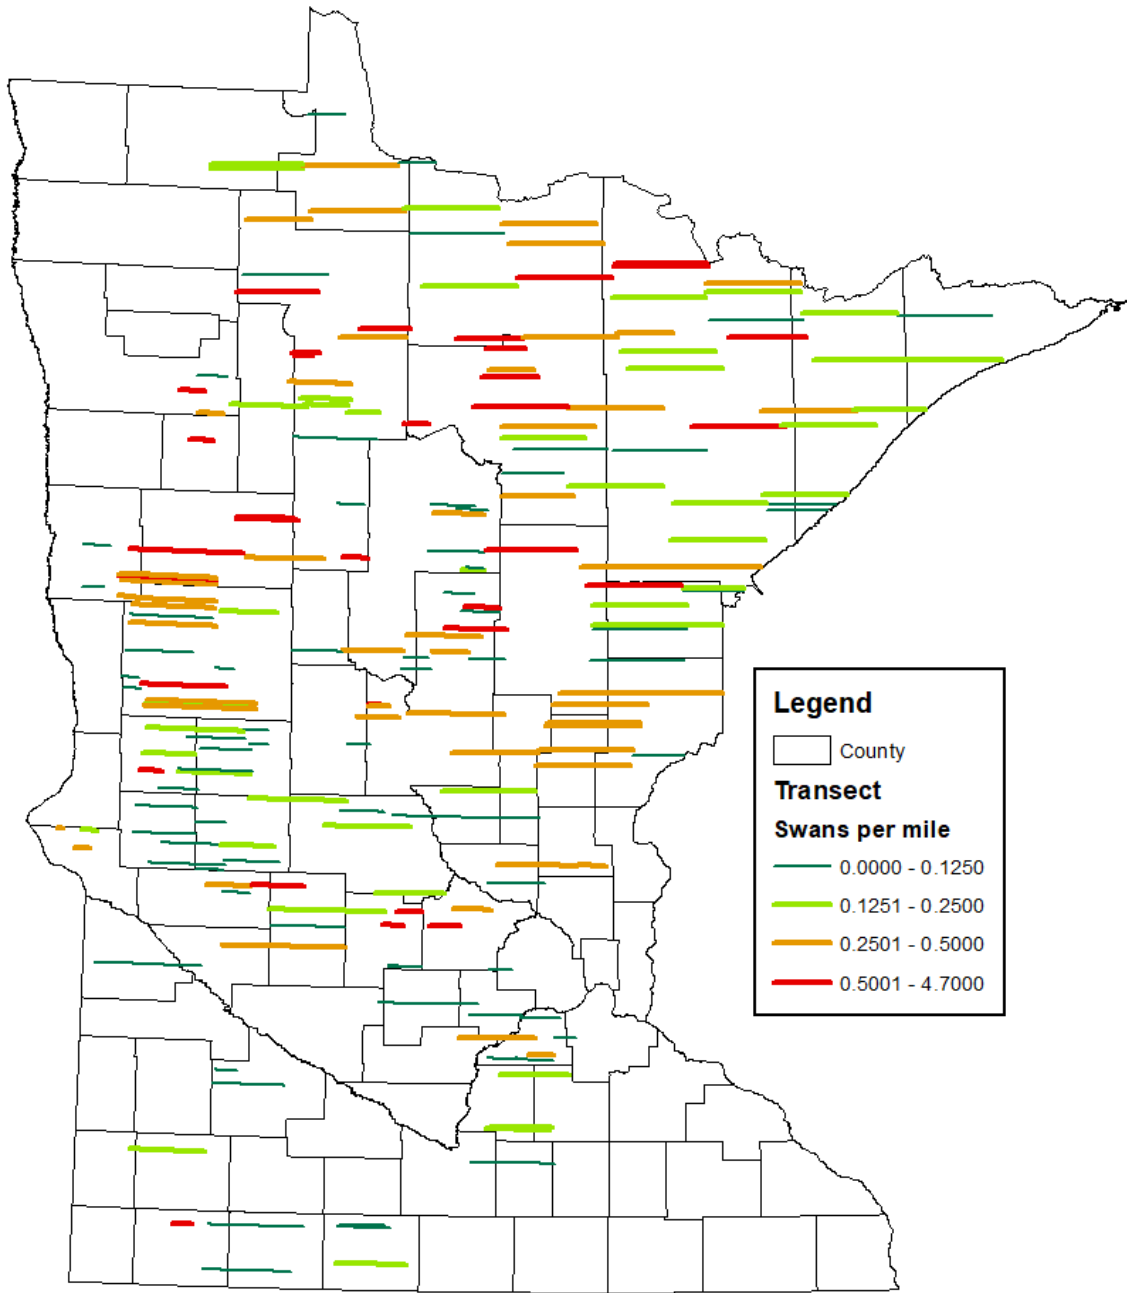 Legend
County
Transect
Swans per mile
0.0000 - 0.1250
0.1251 - 0.2500
0.2501 - 0.5000
0.5001 - 4.7000